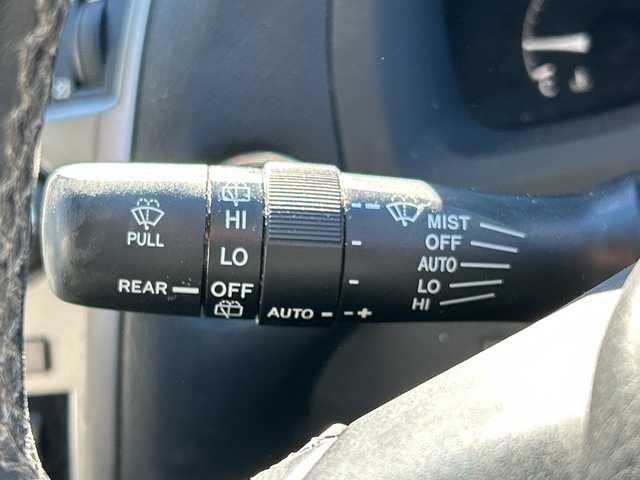 PULL
REAR
HI
LO
OFF
AUTO
- +
MIST
OFF
AUTO
LO
HI